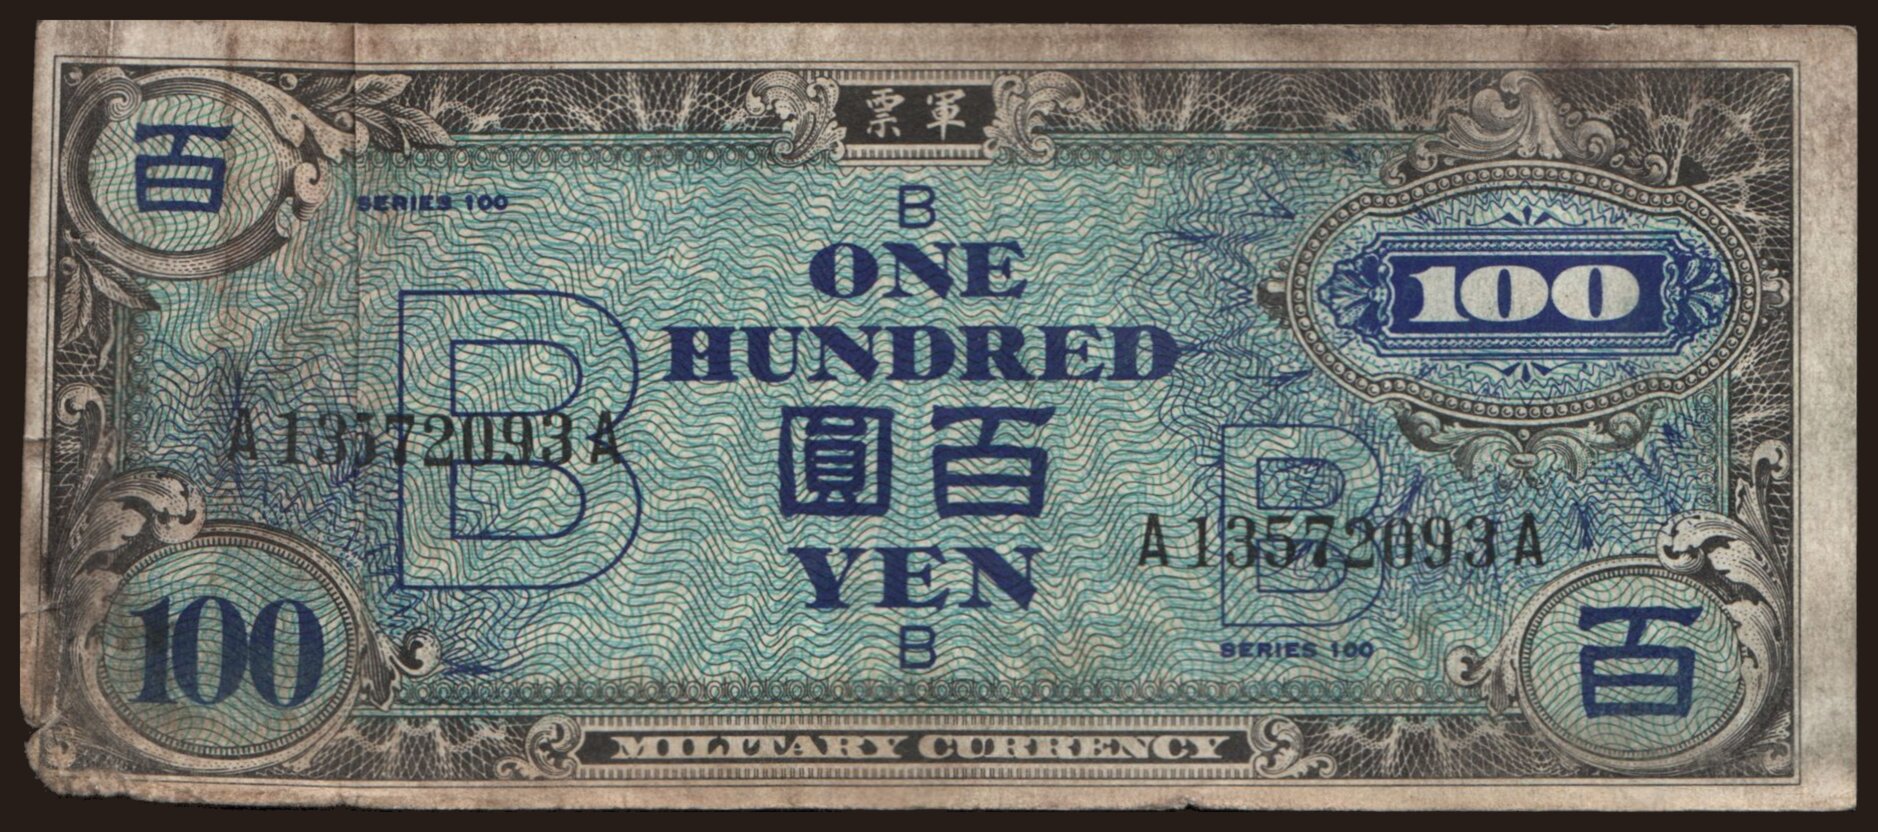 票軍
百
SERIES 100
B
ONE
100
HUNDRED
B
A13572093A
圓百
B
A13572093A
YEN
100
B
SERIES 100
百
MILITARY CURRENCY